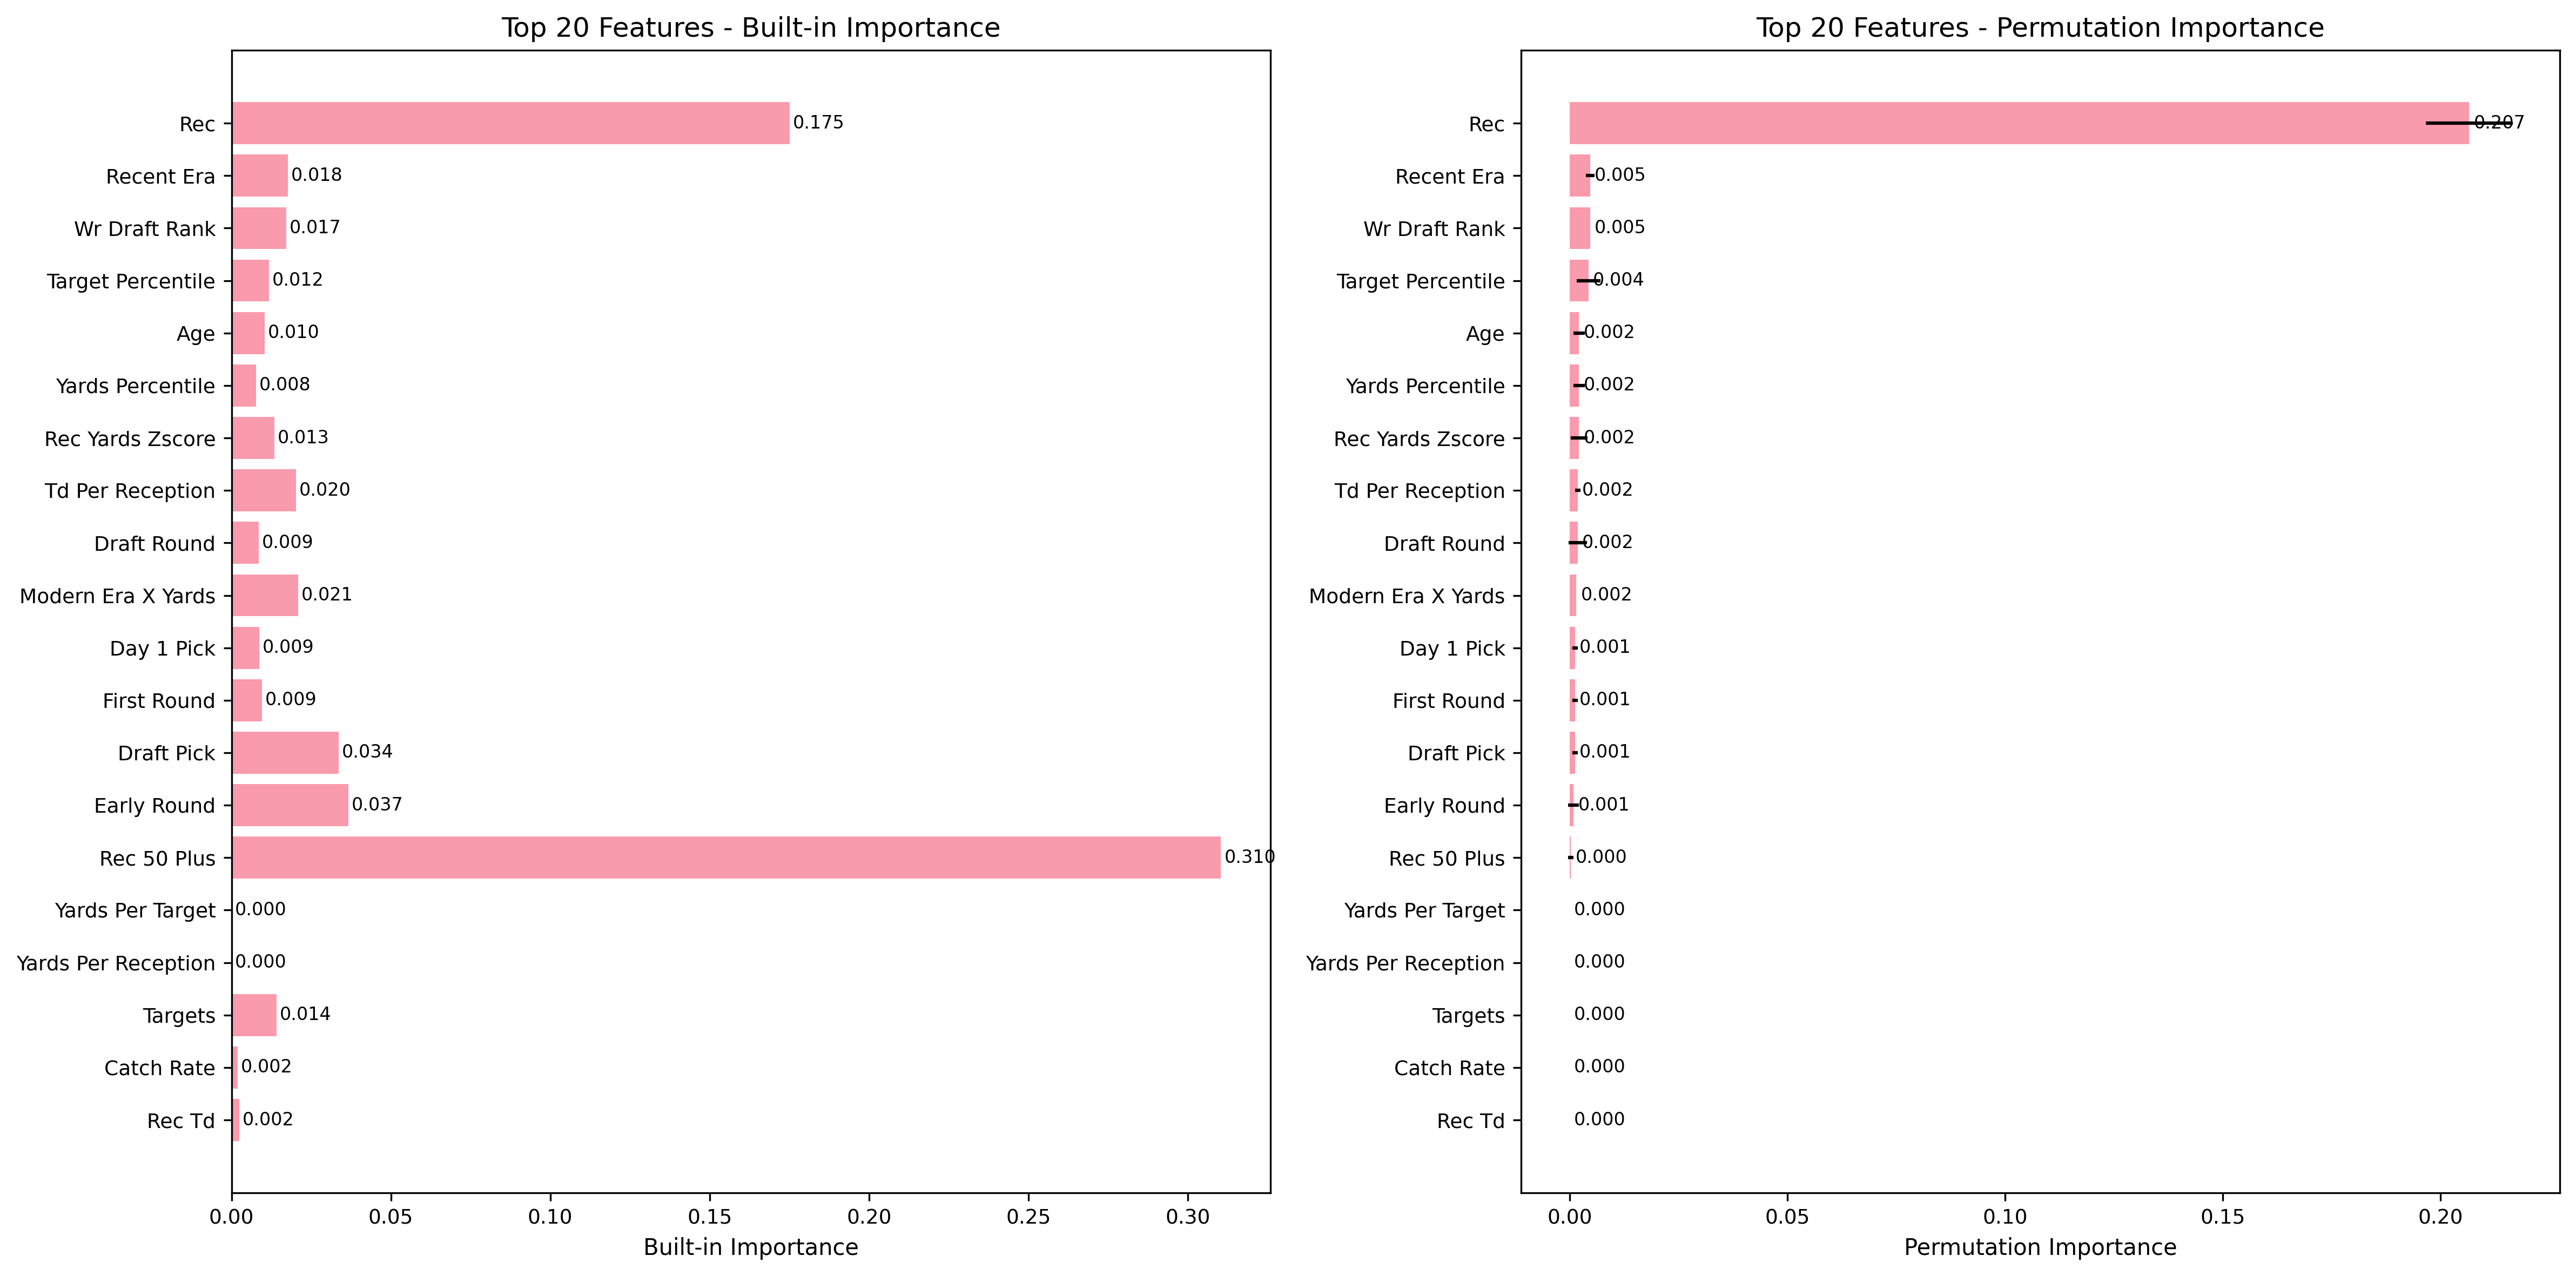 Top 20 Features - Built-in Importance
Rec 0.175
Recent Era 0.018
Wr Draft Rank 0.017
Target Percentile 0.012
Age 0.010
Yards Percentile 0.008
Rec Yards Zscore 0.013
Td Per Reception 0.020
Draft Round 0.009
Modern Era X Yards 0.021
Day 1 Pick 0.009
First Round 0.009
Draft Pick 0.034
Early Round 0.037
Rec 50 Plus 0.310
Yards Per Target 0.000
Yards Per Reception 0.000
Targets 0.014
Catch Rate 0.002
Rec Td 0.002
0.00 0.05 0.10 0.15 0.20 0.25 0.30
Built-in Importance
Top 20 Features - Permutation Importance
Rec 0.207
Recent Era 0.005
Wr Draft Rank 0.005
Target Percentile 0.004
Age 0.002
Yards Percentile 0.002
Rec Yards Zscore 0.002
Td Per Reception 0.002
Draft Round 0.002
Modern Era X Yards 0.002
Day 1 Pick 0.001
First Round 0.001
Draft Pick 0.001
Early Round 0.001
Rec 50 Plus 0.000
Yards Per Target 0.000
Yards Per Reception 0.000
Targets 0.000
Catch Rate 0.000
Rec Td 0.000
0.00 0.05 0.10 0.15 0.20
Permutation Importance